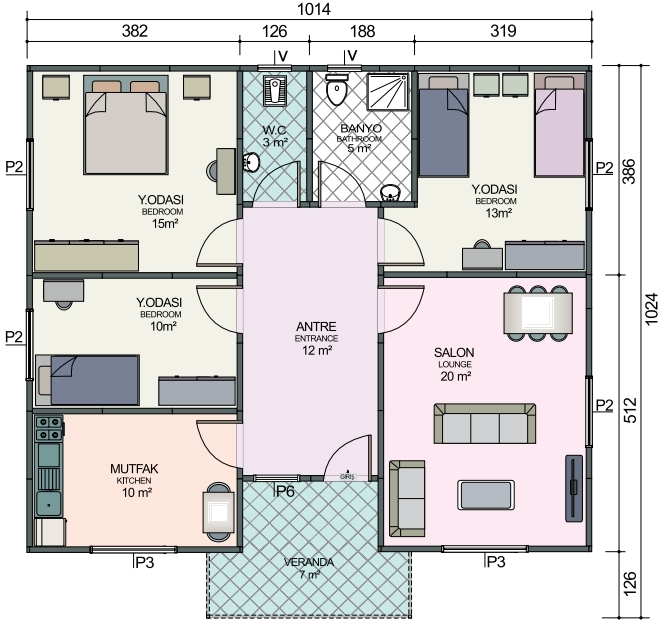 1014
382 126 188 319
V V
W.C
3 m²
BANYO
BATHROOM
5 m²
P2
P2
386
Y.ODASI
BEDROOM
15m²
Y.ODASI
BEDROOM
13m²
Y.ODASI
BEDROOM
10m²
P2
ANTRE
ENTRANCE
12 m²
SALON
LOUNGE
20 m²
1024
P2
512
MUTFAK
KITCHEN
10 m²
GİRİŞ
P6
P3
P3
VERANDA
7 m²
126